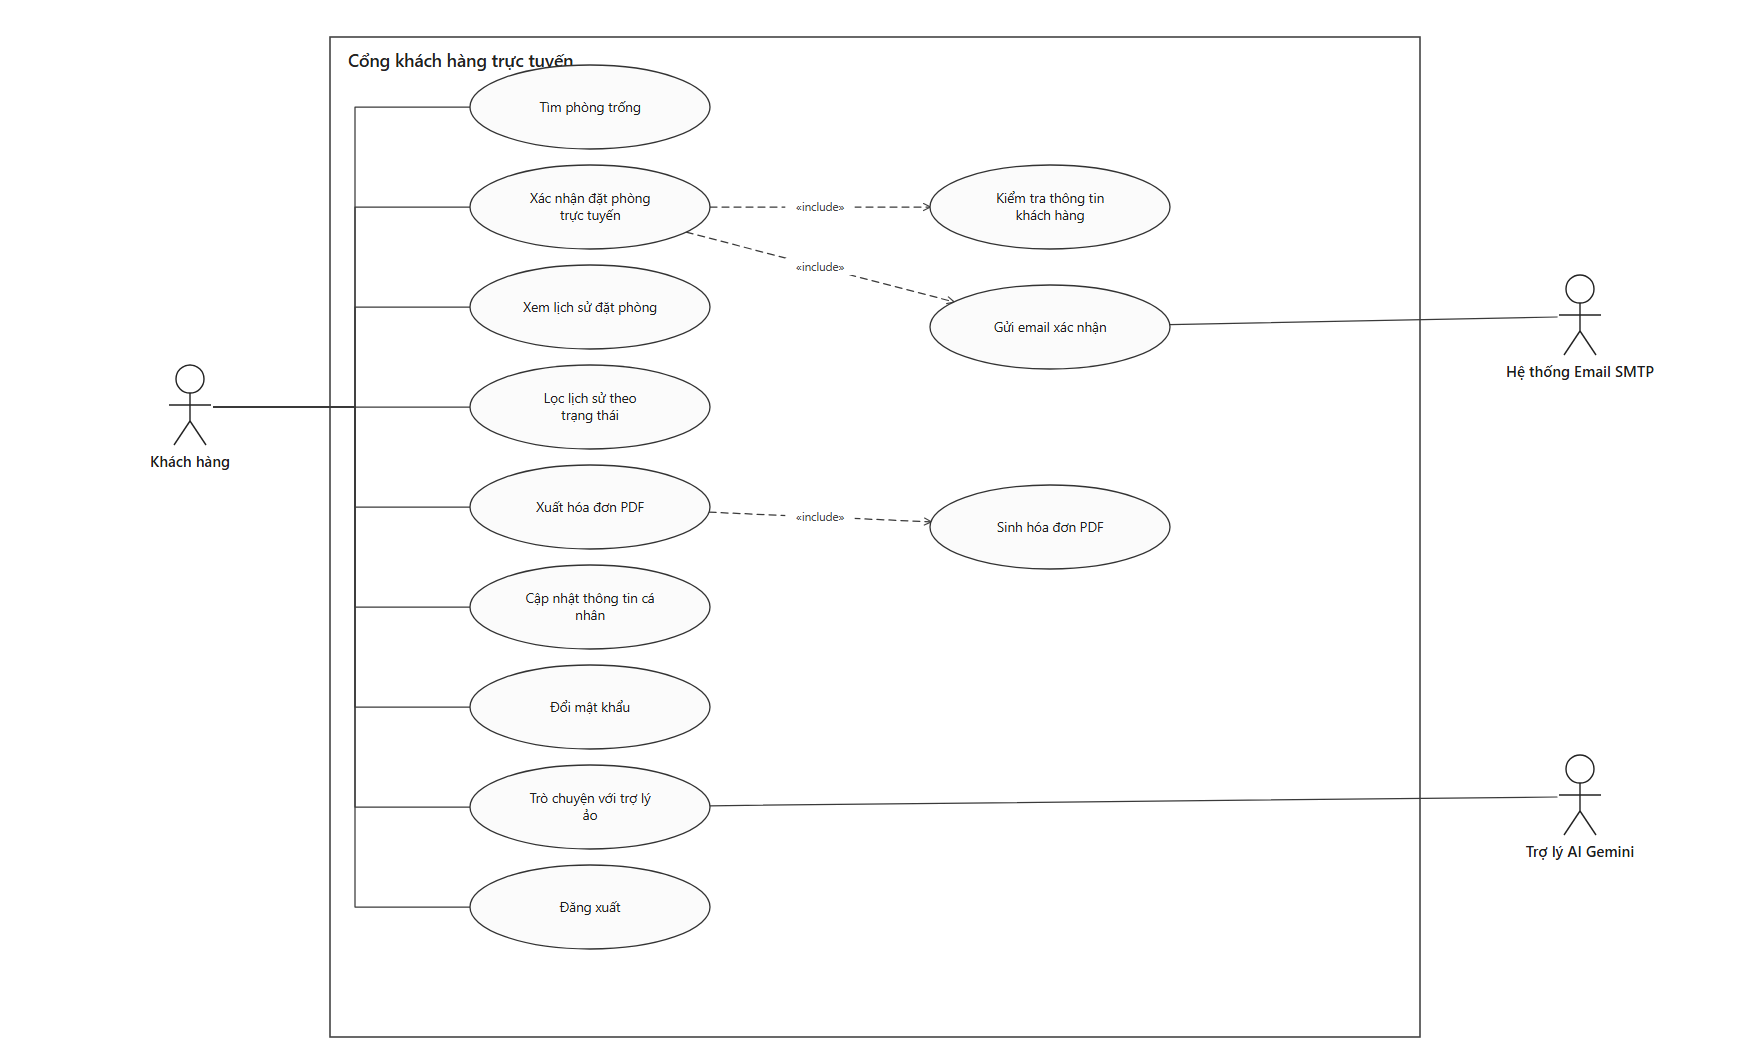 Cổng khách hàng trực tuyến
Tìm phòng trống
Xác nhận đặt phòng
trực tuyến
«include»
Kiểm tra thông tin
khách hàng
«include»
Xem lịch sử đặt phòng
Gửi email xác nhận
Hệ thống Email SMTP
Lọc lịch sử theo
trạng thái
Khách hàng
Xuất hóa đơn PDF
«include»
Sinh hóa đơn PDF
Cập nhật thông tin cá
nhân
Đổi mật khẩu
Trò chuyện với trợ lý
ảo
Trợ lý AI Gemini
Đăng xuất